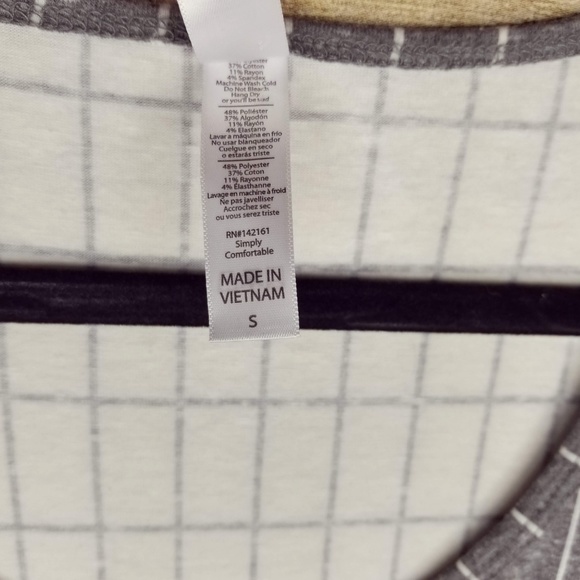 37% Cotton
11% Rayon
4% Spandex
Machine Wash Cold
Do Not Bleach
Hang Dry
or you'll be sad
48% Poliéster
37% Algodón
11% Rayón
4% Elastano
Lavar a máquina en frío
No usar blanqueador
Cuelgue en seco
o estarás triste
48% Polyester
37% Coton
11% Rayonne
4% Élasthanne
Lavage en machine à froid
Ne pas javelliser
Accrochez sec
ou vous serez triste
RN#142161
Simply
Comfortable
MADE IN
VIETNAM
S